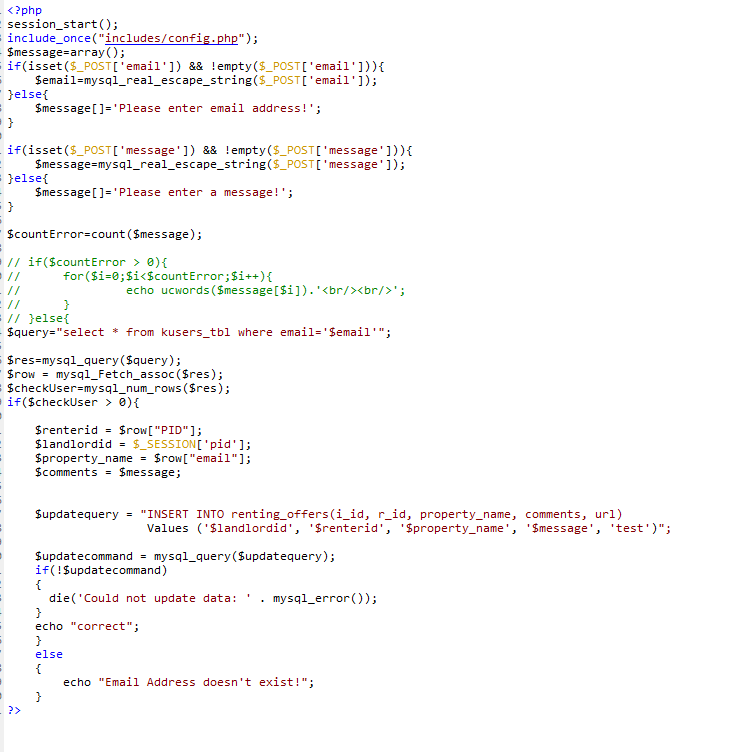 <?php
session_start();
include_once("includes/config.php");
$message=array();
if(isset($_POST['email']) && !empty($_POST['email'])){
    $email=mysql_real_escape_string($_POST['email']);
}else{
    $message[]='Please enter email address!';
}

if(isset($_POST['message']) && !empty($_POST['message'])){
    $message=mysql_real_escape_string($_POST['message']);
}else{
    $message[]='Please enter a message!';
}

$countError=count($message);

// if($countError > 0){
//      for($i=0;$i<$countError;$i++){
//               echo ucwords($message[$i]).'<br/><br/>';
//      }
// }else{
$query="select * from kusers_tbl where email='$email'";

$res=mysql_query($query);
$row = mysql_Fetch_assoc($res);
$checkUser=mysql_num_rows($res);
if($checkUser > 0){

    $renterid = $row["PID"];
    $landlordid = $_SESSION['pid'];
    $property_name = $row["email"];
    $comments = $message;


    $updatequery = "INSERT INTO renting_offers(i_id, r_id, property_name, comments, url)
                    Values ('$landlordid', '$renterid', '$property_name', '$message', 'test')";

    $updatecommand = mysql_query($updatequery);
    if(!$updatecommand)
    {
      die('Could not update data: ' . mysql_error());
    }
    echo "correct";
    }
    else
    {
        echo "Email Address doesn't exist!";
    }
?>